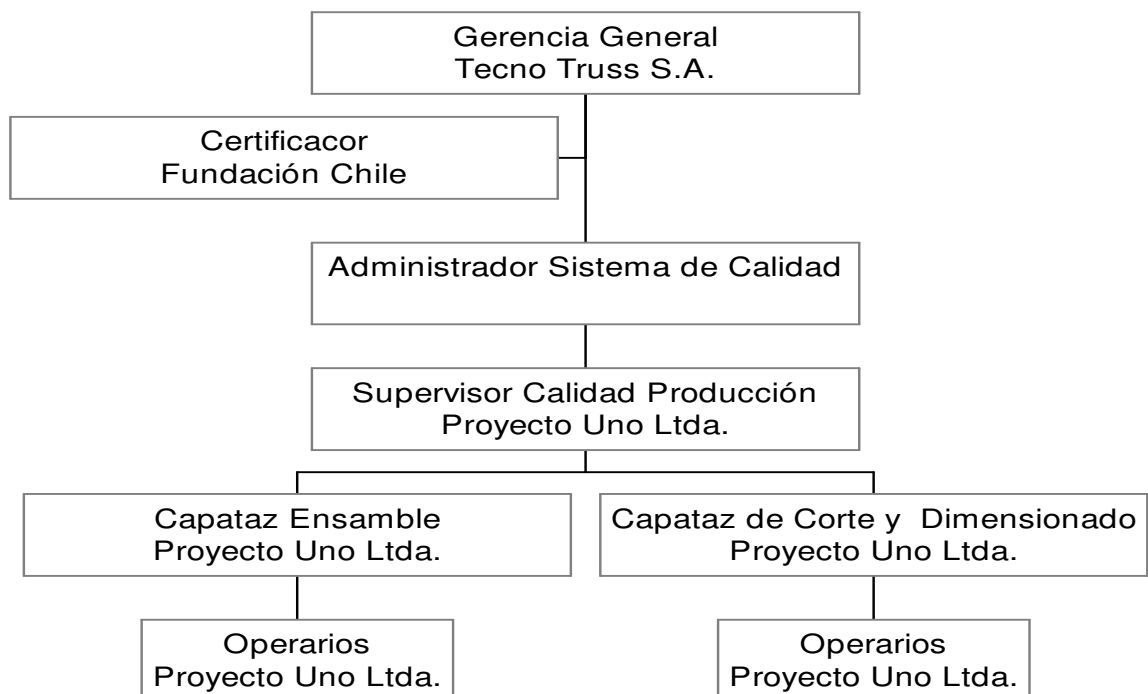 Gerencia General
Tecno Truss S.A.
Certificacor
Fundación Chile
Administrador Sistema de Calidad
Supervisor Calidad Producción
Proyecto Uno Ltda.
Capataz Ensamble
Proyecto Uno Ltda.
Capataz de Corte y  Dimensionado
Proyecto Uno Ltda.
Operarios
Proyecto Uno Ltda.
Operarios
Proyecto Uno Ltda.